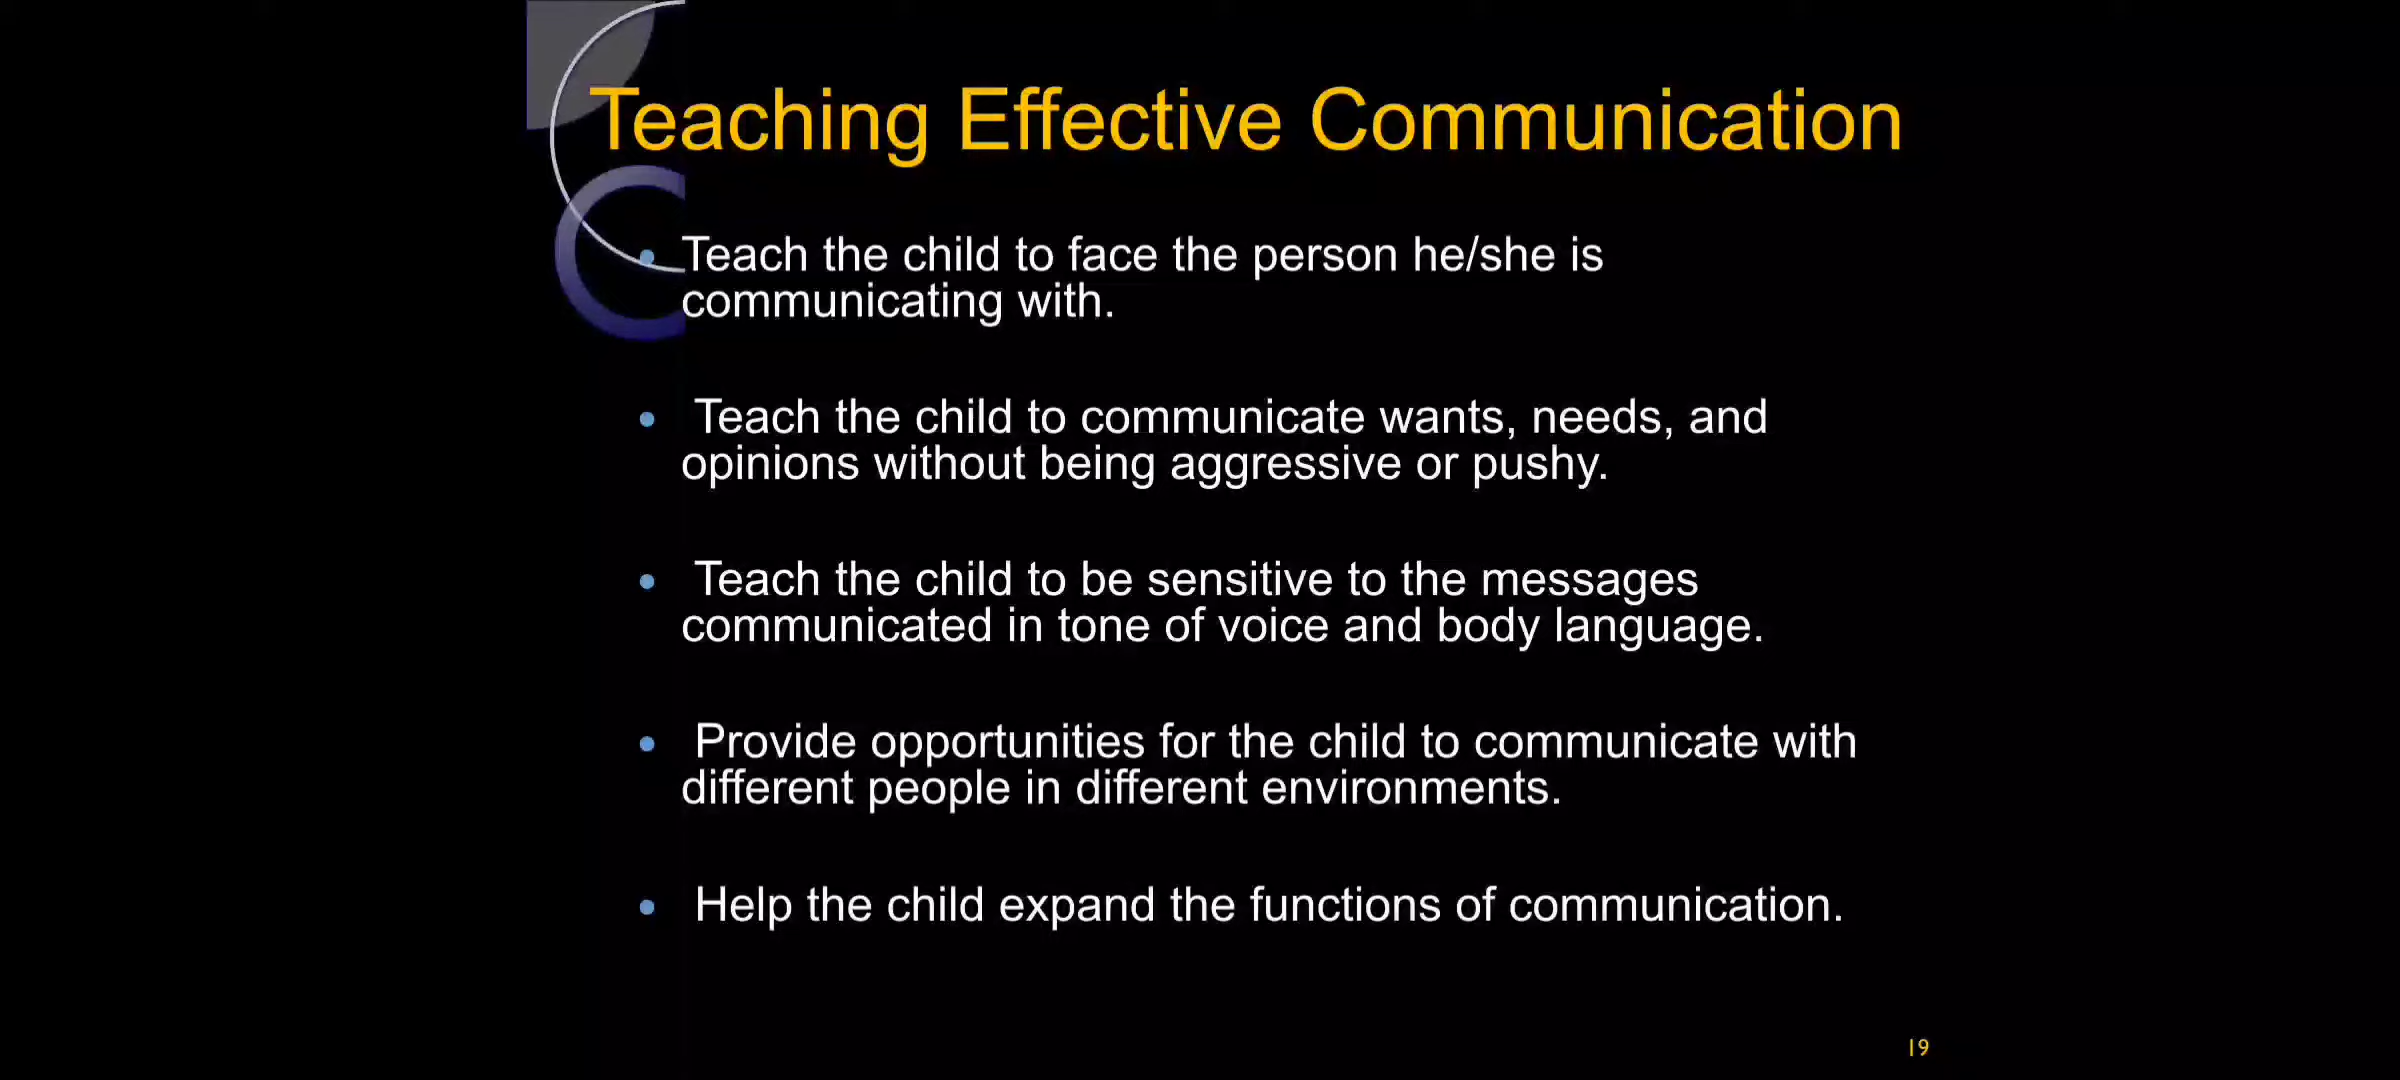 Teaching Effective Communication
• Teach the child to face the person he/she is
communicating with.
• Teach the child to communicate wants, needs, and
opinions without being aggressive or pushy.
• Teach the child to be sensitive to the messages
communicated in tone of voice and body language.
• Provide opportunities for the child to communicate with
different people in different environments.
• Help the child expand the functions of communication.
19